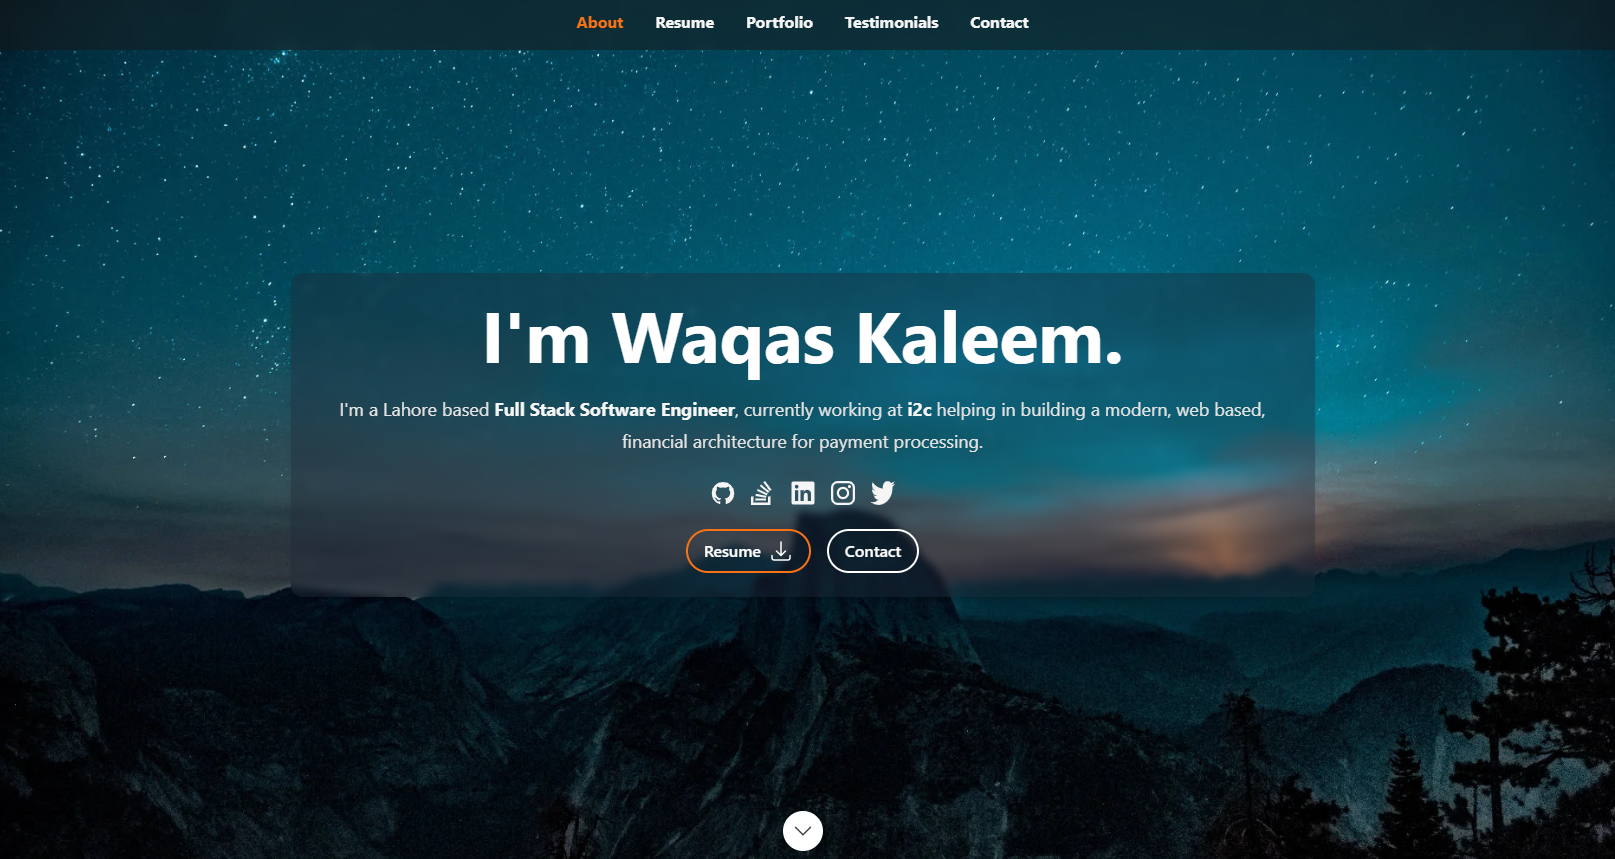 About Resume Portfolio Testimonials Contact
I'm Waqas Kaleem.
I'm a Lahore based Full Stack Software Engineer, currently working at i2c helping in building a modern, web based,
financial architecture for payment processing.
in
Resume Contact